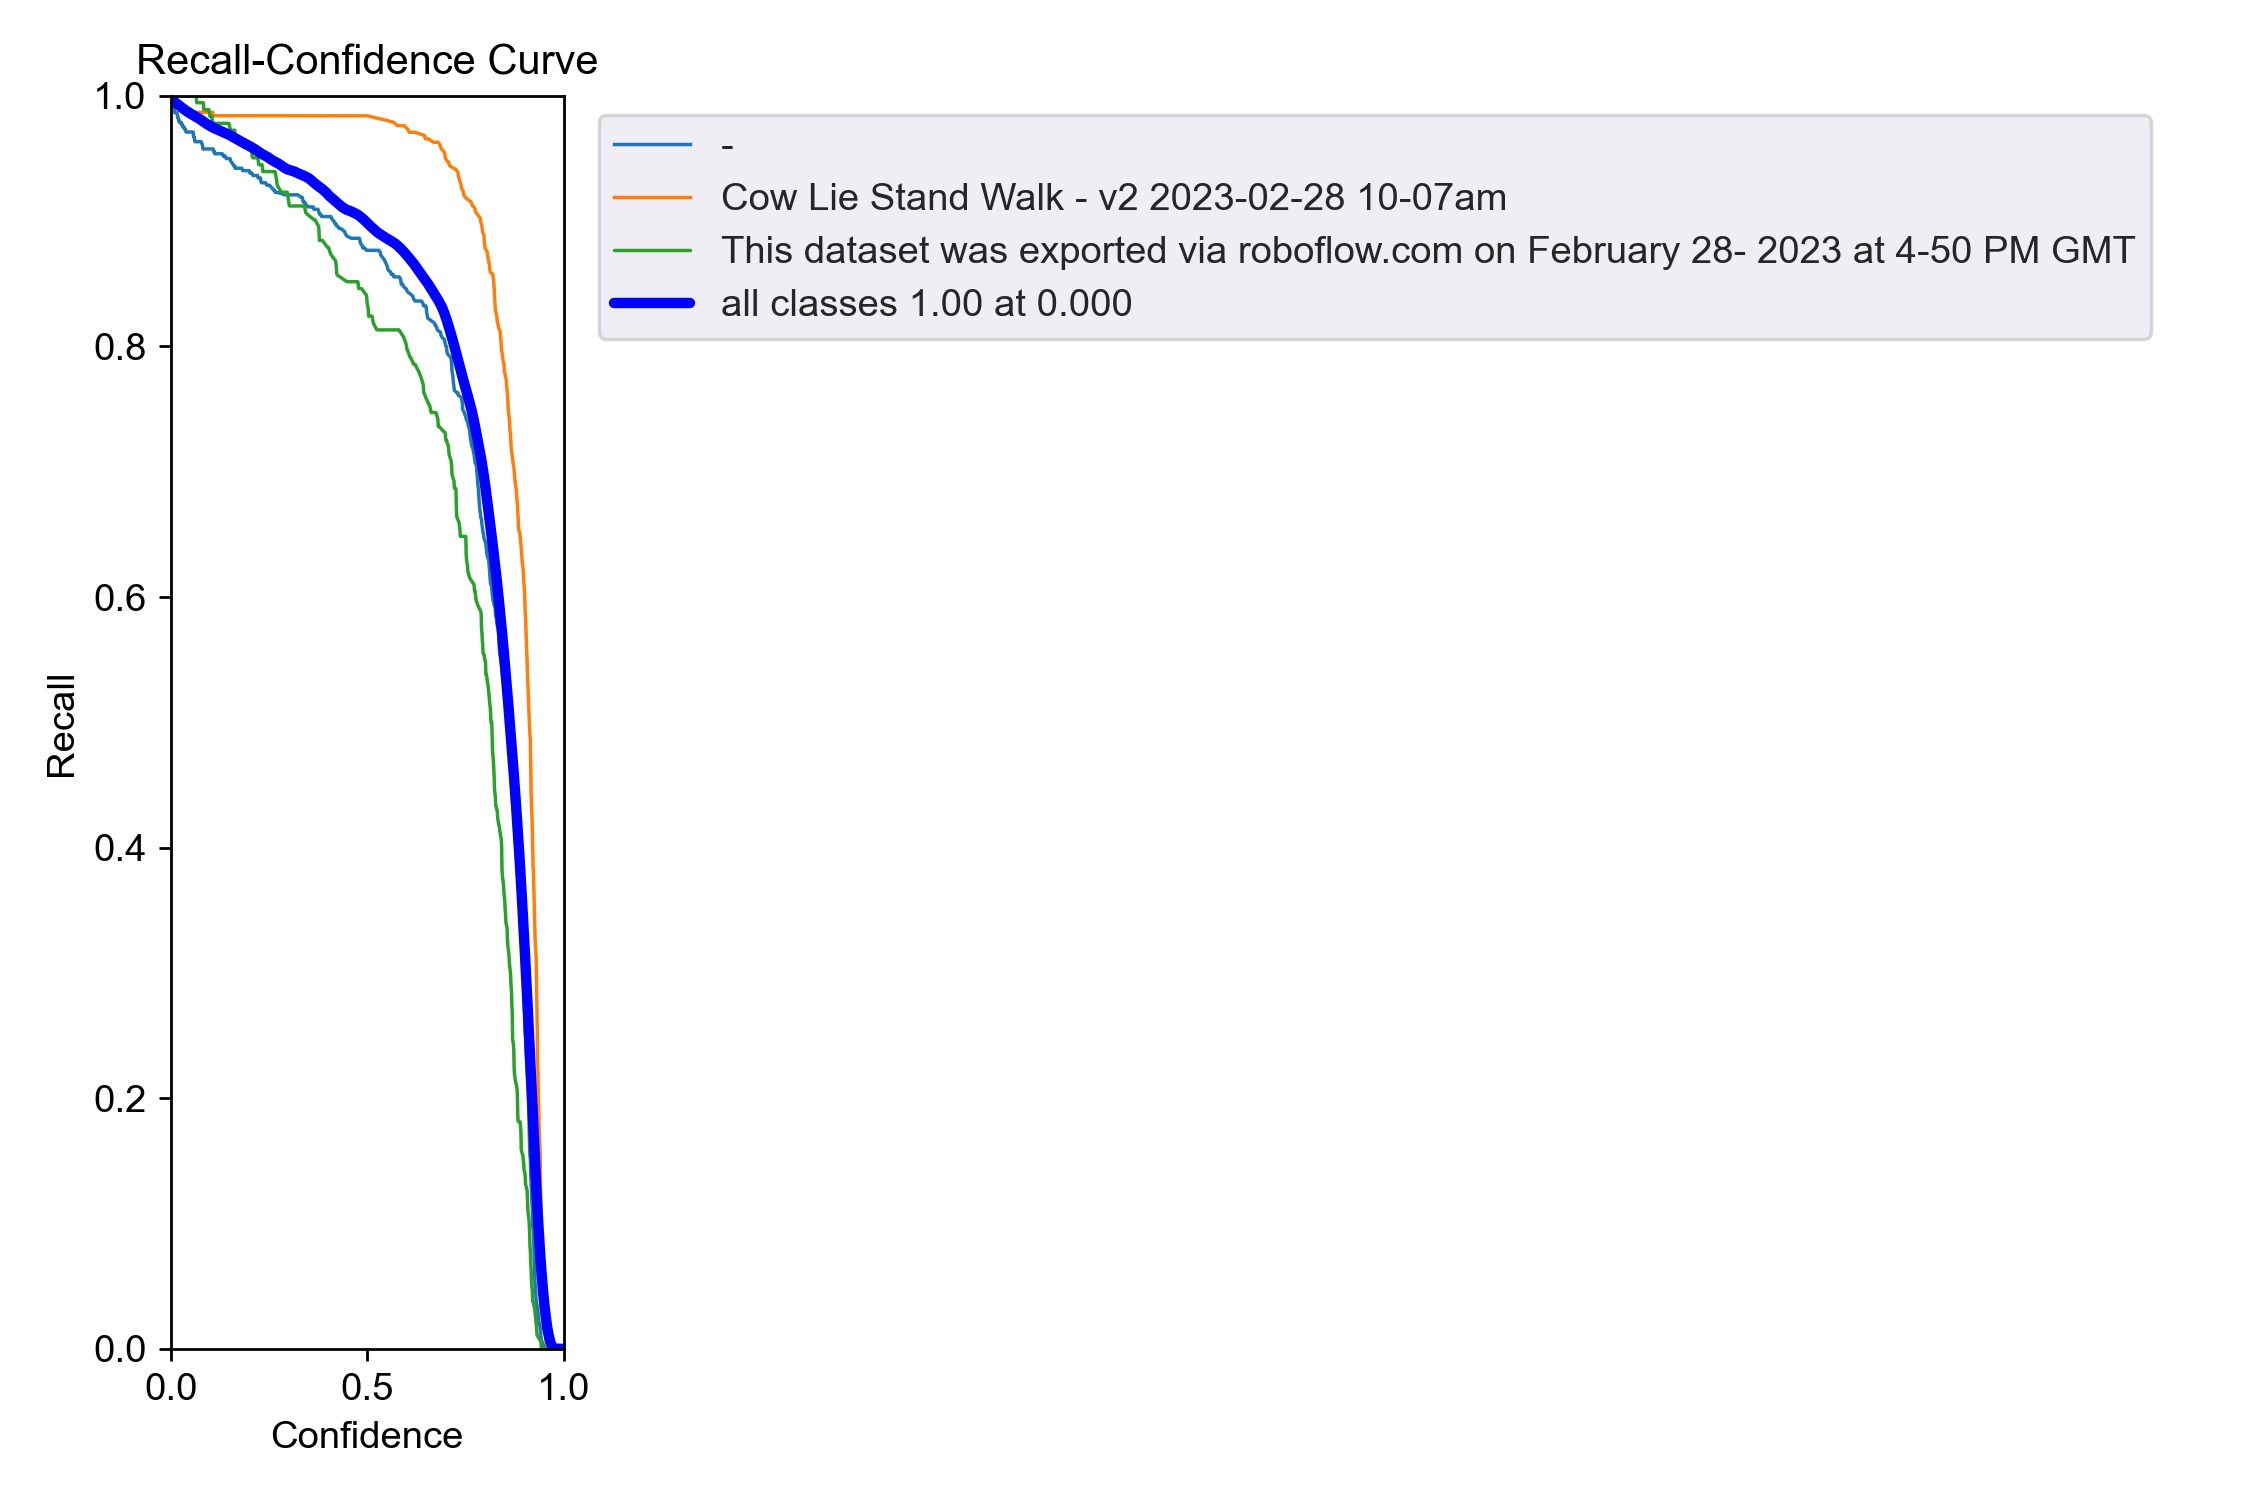 Recall-Confidence Curve
1.0
0.8
0.6
0.4
0.2
0.0
Recall
0.0 0.5 1.0
Confidence
-
Cow Lie Stand Walk - v2 2023-02-28 10-07am
This dataset was exported via roboflow.com on February 28- 2023 at 4-50 PM GMT
all classes 1.00 at 0.000